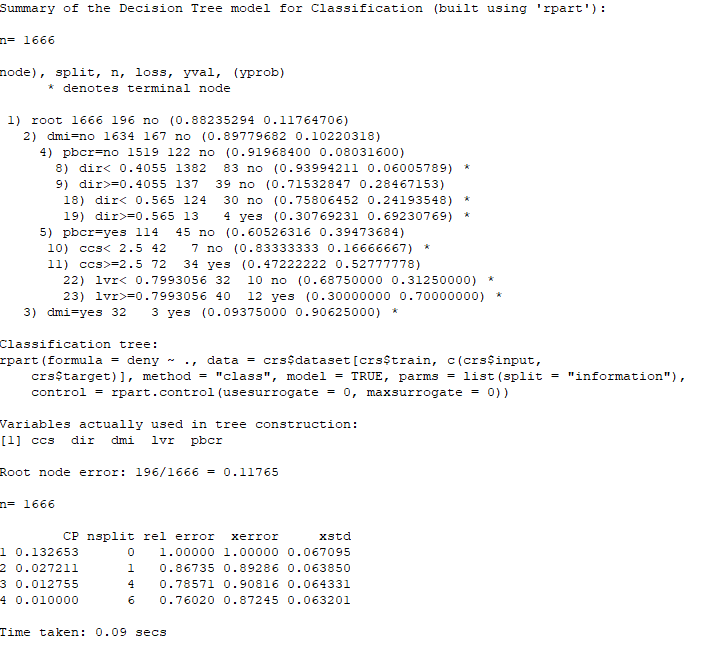 Summary of the Decision Tree model for Classification (built using 'rpart'):
n= 1666
node), split, n, loss, yval, (yprob)
* denotes terminal node
1) root 1666 196 no (0.88235294 0.11764706)
2) dmi=no 1634 167 no (0.89779682 0.10220318)
4) pbcr=no 1519 122 no (0.91968400 0.08031600)
8) dir< 0.4055 1382  83 no (0.93994211 0.06005789) *
9) dir>=0.4055 137  39 no (0.71532847 0.28467153)
18) dir< 0.565 124  30 no (0.75806452 0.24193548) *
19) dir>=0.565 13   4 yes (0.30769231 0.69230769) *
5) pbcr=yes 114  45 no (0.60526316 0.39473684)
10) ccs< 2.5 42   7 no (0.83333333 0.16666667) *
11) ccs>=2.5 72  34 yes (0.47222222 0.52777778)
22) lvr< 0.7993056 32  10 no (0.68750000 0.31250000) *
23) lvr>=0.7993056 40  12 yes (0.30000000 0.70000000) *
3) dmi=yes 32   3 yes (0.09375000 0.90625000) *
Classification tree:
rpart(formula = deny ~ ., data = crs$dataset[crs$train, c(crs$input,
crs$target)], method = "class", model = TRUE, parms = list(split = "information"),
control = rpart.control(usesurrogate = 0, maxsurrogate = 0))
Variables actually used in tree construction:
[1] ccs  dir  dmi  lvr  pbcr
Root node error: 196/1666 = 0.11765
n= 1666
CP nsplit rel error  xerror     xstd
1 0.132653      0   1.00000 1.00000 0.067095
2 0.027211      1   0.86735 0.89286 0.063850
3 0.012755      4   0.78571 0.90816 0.064331
4 0.010000      6   0.76020 0.87245 0.063201
Time taken: 0.09 secs